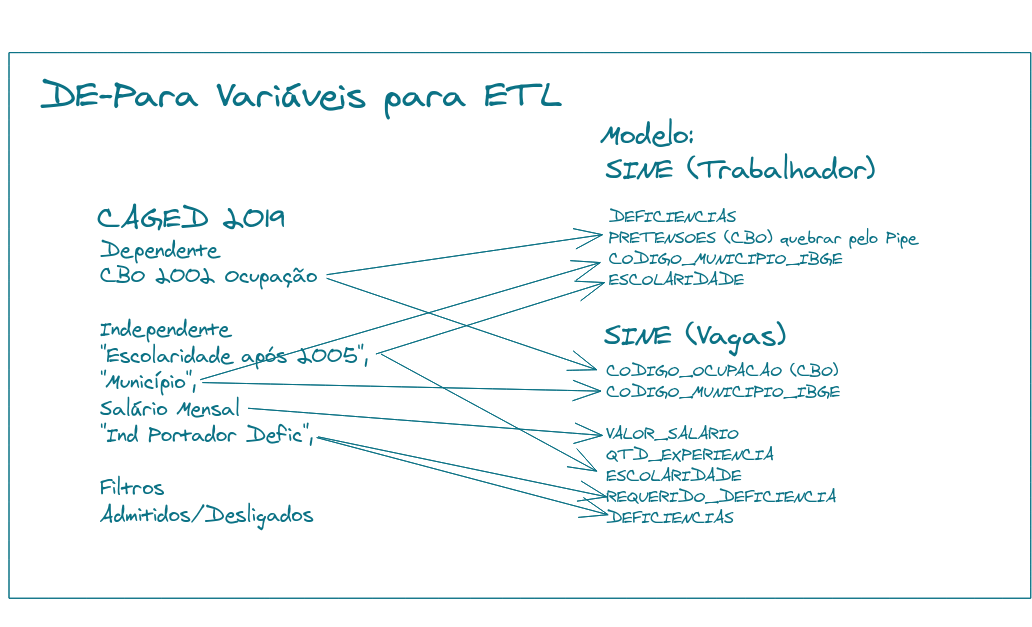 DE-Para Variáveis para ETL
CAGED 2019
Dependente
CBO 2002 Ocupação
Independente
"Escolaridade após 2005",
"Município",
Salário Mensal
"Ind Portador Defic",
Filtros
Admitidos/Desligados
Modelo:
SINE (Trabalhador)
DEFICIENCIAS
PRETENSOES (CBO) quebrar pelo Pipe
CODIGO_MUNICIPIO_IBGE
ESCOLARIDADE
SINE (Vagas)
CODIGO_OCUPACAO (CBO)
CODIGO_MUNICIPIO_IBGE
VALOR_SALARIO
QTD_EXPERIENCIA
ESCOLARIDADE
REQUERIDO_DEFICIENCIA
DEFICIENCIAS